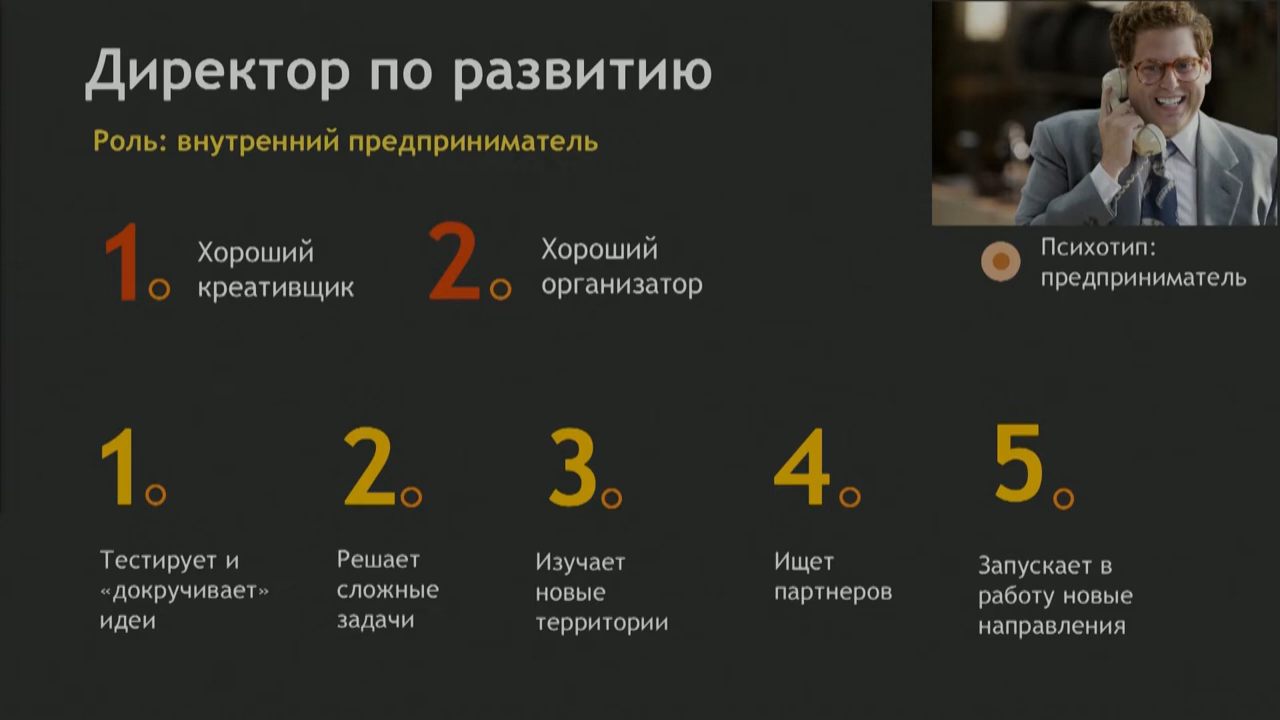 Директор по развитию
Роль: внутренний предприниматель
1.
Хороший
креативщик
2.
Хороший
организатор
Психотип:
предприниматель
1.
Тестирует и
«докручивает»
идеи
2.
Решает
сложные
задачи
3.
Изучает
новые
территории
4.
Ищет
партнеров
5.
Запускает в
работу новые
направления